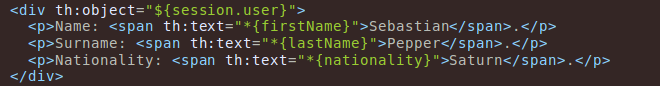 <div th:object="${session.user}">
  <p>Name: <span th:text="*{firstName}">Sebastian</span>.</p>
  <p>Surname: <span th:text="*{lastName}">Pepper</span>.</p>
  <p>Nationality: <span th:text="*{nationality}">Saturn</span>.</p>
</div>